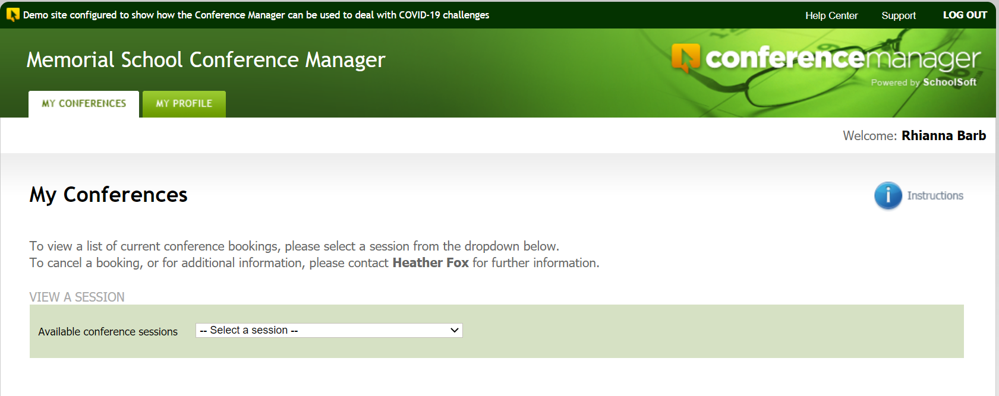 Demo site configured to show how the Conference Manager can be used to deal with COVID-19 challenges
Help Center
Support
LOG OUT
Memorial School Conference Manager
conferencemanager
Powered by SchoolSoft
MY CONFERENCES
MY PROFILE
Welcome: Rhianna Barb
My Conferences
Instructions
To view a list of current conference bookings, please select a session from the dropdown below.
To cancel a booking, or for additional information, please contact Heather Fox for further information.
VIEW A SESSION
Available conference sessions
-- Select a session --